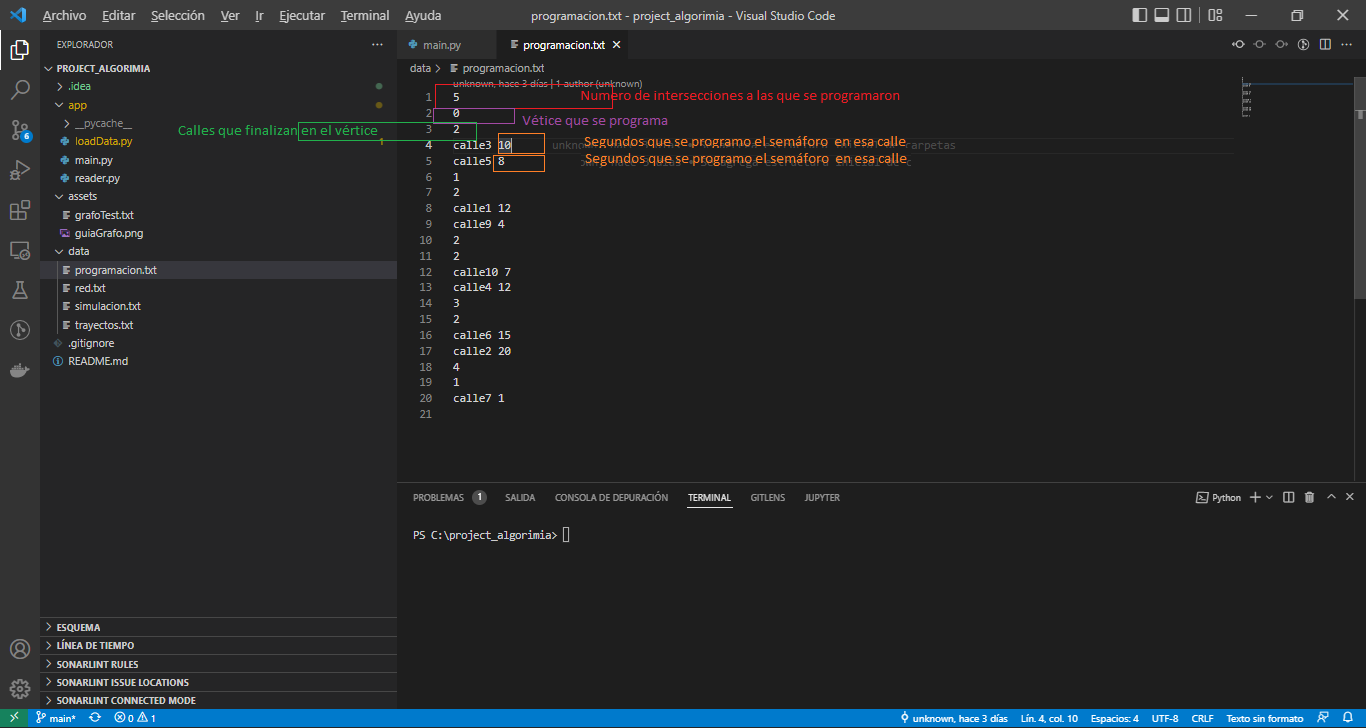 Archivo Editar Selección Ver Ir Ejecutar Terminal Ayuda
programacion.txt - project_algorimia - Visual Studio Code
EXPLORADOR
PROJECT_ALGORIMIA
.idea
app
__pycache__
loadData.py
1
main.py
reader.py
assets
grafoTest.txt
guiaGrafo.png
data
programacion.txt
red.txt
simulacion.txt
trayectos.txt
.gitignore
README.md
ESQUEMA
LÍNEA DE TIEMPO
SONARLINT RULES
SONARLINT ISSUE LOCATIONS
SONARLINT CONNECTED MODE
6
main.py
programacion.txt
data > programacion.txt
unknown, hace 3 días | 1 author (unknown)
1 5
Numero de intersecciones a las que se programaron
2 0
Vétice que se programa
3 2
Calles que finalizan en el vértice
4 calle3 10
Segundos que se programo el semáforo en esa calle
5 calle5 8
Segundos que se programo el semáforo en esa calle
6 1
7 2
8 calle1 12
9 calle9 4
10 2
11 2
12 calle10 7
13 calle4 12
14 3
15 2
16 calle6 15
17 calle2 20
18 4
19 1
20 calle7 1
21
PROBLEMAS 1 SALIDA CONSOLA DE DEPURACIÓN TERMINAL GITLENS JUPYTER
Python
PS C:\project_algorimia>
main* 0 1
unknown, hace 3 días Lín. 4, col. 10 Espacios: 4 UTF-8 CRLF Texto sin formato